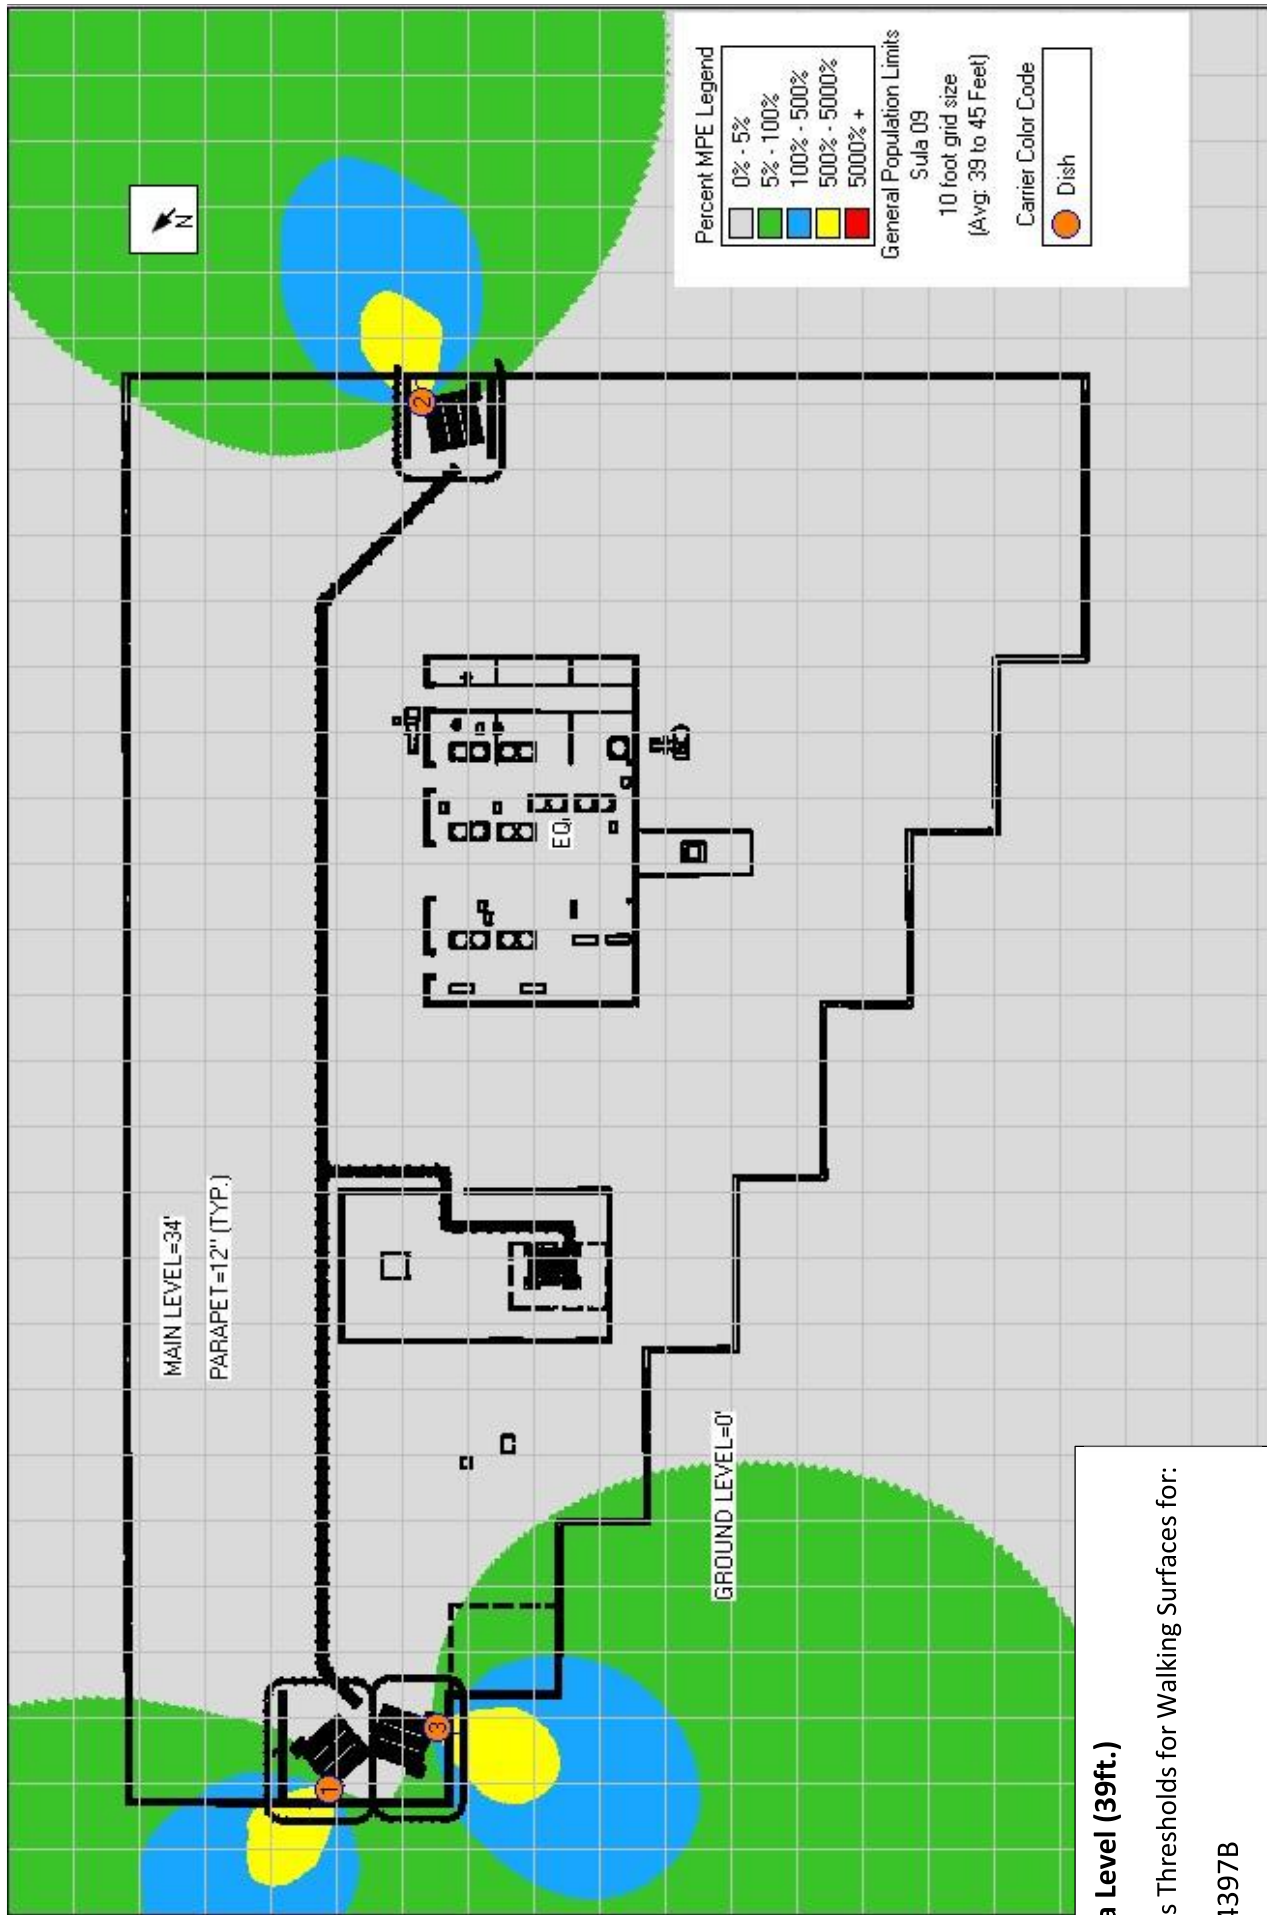 MAIN LEVEL=34'
PARAPET=12" (TYP.)
GROUND LEVEL=0'
EQ.
1
2
3
N
Percent MPE Legend
0% - 5%
5% - 100%
100% - 500%
500% - 5000%
5000% +
General Population Limits
Sula 09
10 foot grid size
(Avg: 39 to 45 Feet)
Carrier Color Code
Dish
a Level (39ft.)
s Thresholds for Walking Surfaces for:
4397B